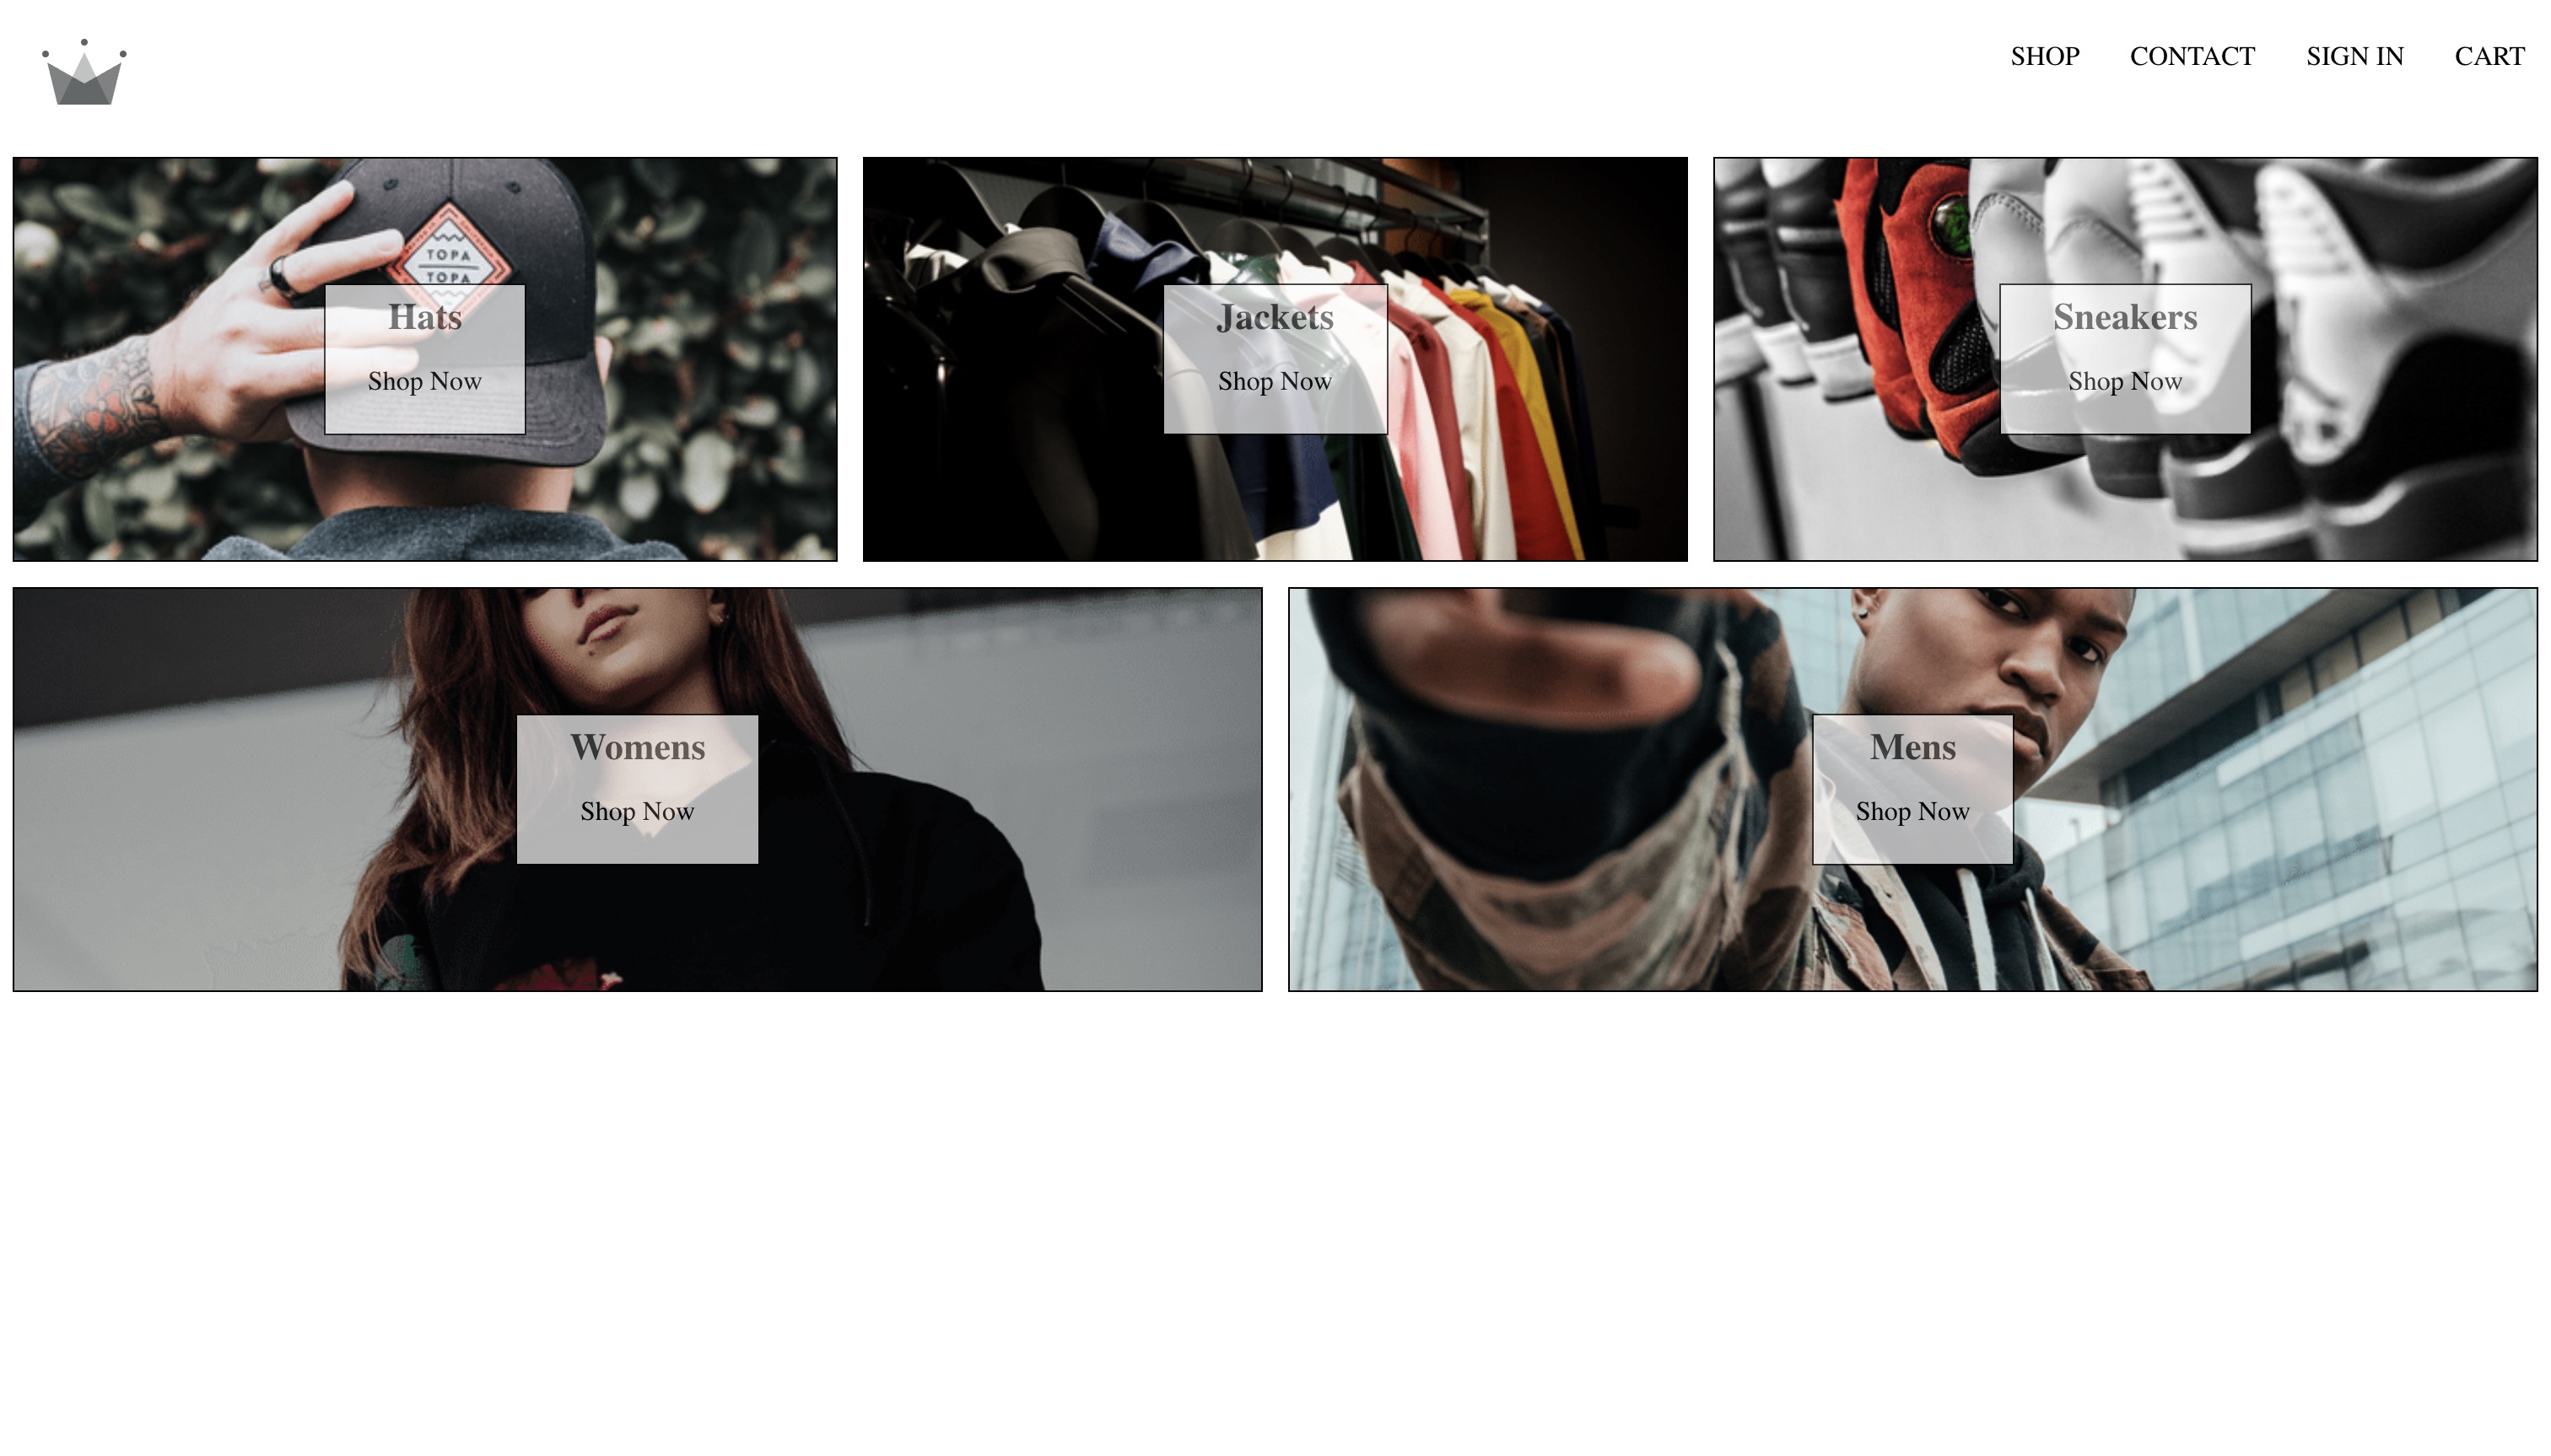 SHOP CONTACT SIGN IN CART
TOPA
TOPA
Hats
Shop Now
Jackets
Shop Now
Sneakers
Shop Now
Womens
Shop Now
Mens
Shop Now